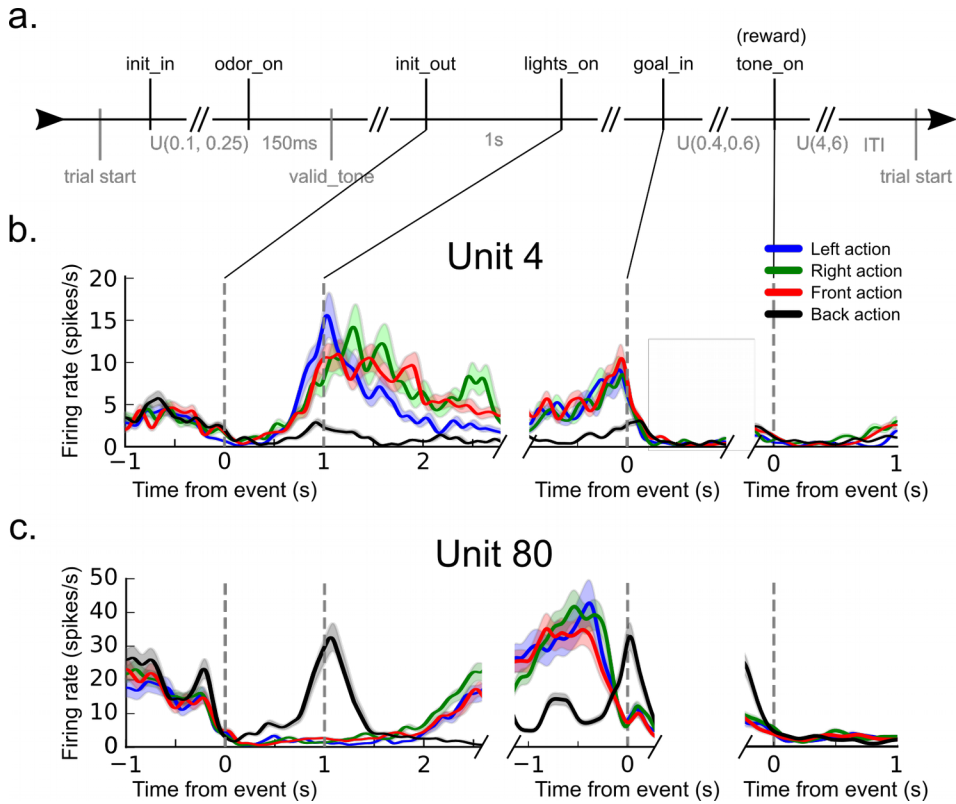 a.
(reward)
init_in odor_on init_out lights_on goal_in tone_on
U(0.1, 0.25) 150ms 1s U(0.4,0.6) U(4,6) ITI
trial start valid_tone trial start
b.
Unit 4
Left action
Right action
Front action
Back action
Firing rate (spikes/s)
20
15
10
5
0
−1 0 1 2 0 0 1
Time from event (s) Time from event (s) Time from event (s)
c.
Unit 80
Firing rate (spikes/s)
50
40
30
20
10
0
−1 0 1 2 −1 0 0 1
Time from event (s) Time from event (s) Time from event (s)